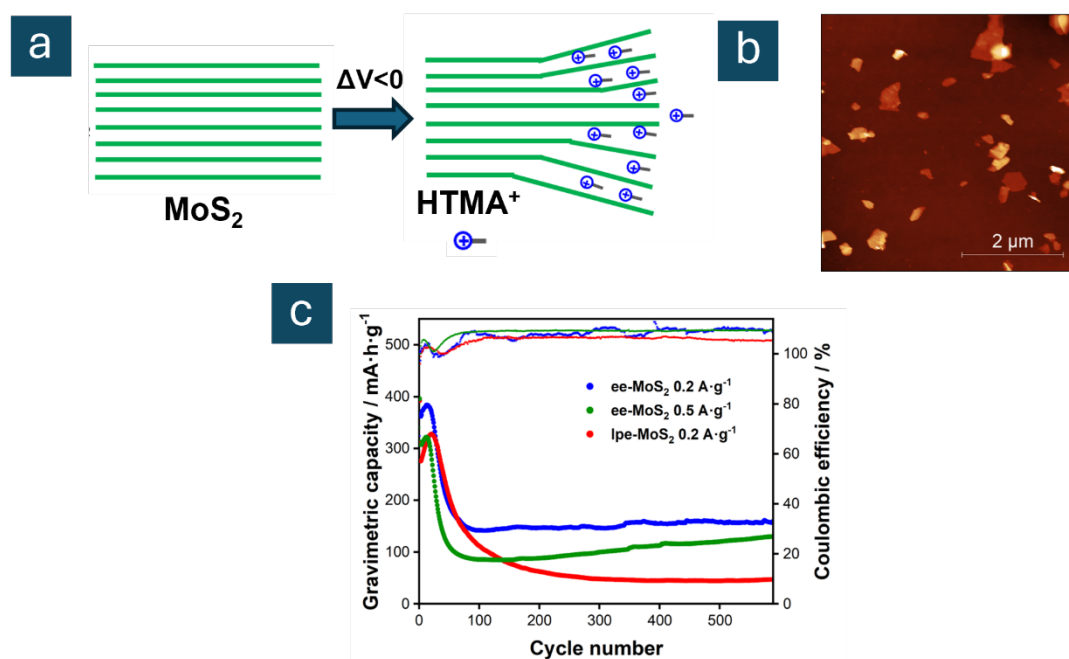 a
ΔV<0
MoS₂
HTMA⁺
b
2 μm
c
Gravimetric capacity / mA·h·g⁻¹
500
400
300
200
100
0
ee-MoS₂ 0.2 A·g⁻¹
ee-MoS₂ 0.5 A·g⁻¹
lpe-MoS₂ 0.2 A·g⁻¹
100
80
60
40
20
0
Coulombic efficiency / %
0 100 200 300 400 500
Cycle number